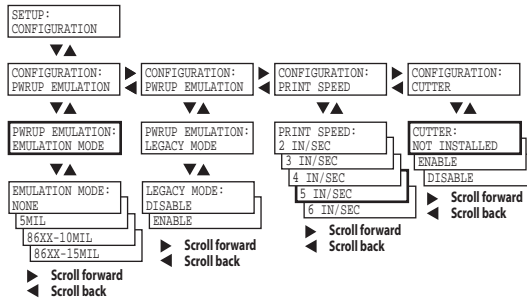 SETUP:
CONFIGURATION
CONFIGURATION:
PWRUP EMULATION
CONFIGURATION:
PWRUP EMULATION
CONFIGURATION:
PRINT SPEED
CONFIGURATION:
CUTTER
PWRUP EMULATION:
EMULATION MODE
PWRUP EMULATION:
LEGACY MODE
PRINT SPEED:
2 IN/SEC
3 IN/SEC
4 IN/SEC
5 IN/SEC
6 IN/SEC
CUTTER:
NOT INSTALLED
ENABLE
DISABLE
EMULATION MODE:
NONE
5MIL
86XX-10MIL
86XX-15MIL
LEGACY MODE:
DISABLE
ENABLE
Scroll forward
Scroll back
Scroll forward
Scroll back
Scroll forward
Scroll back
Scroll forward
Scroll back